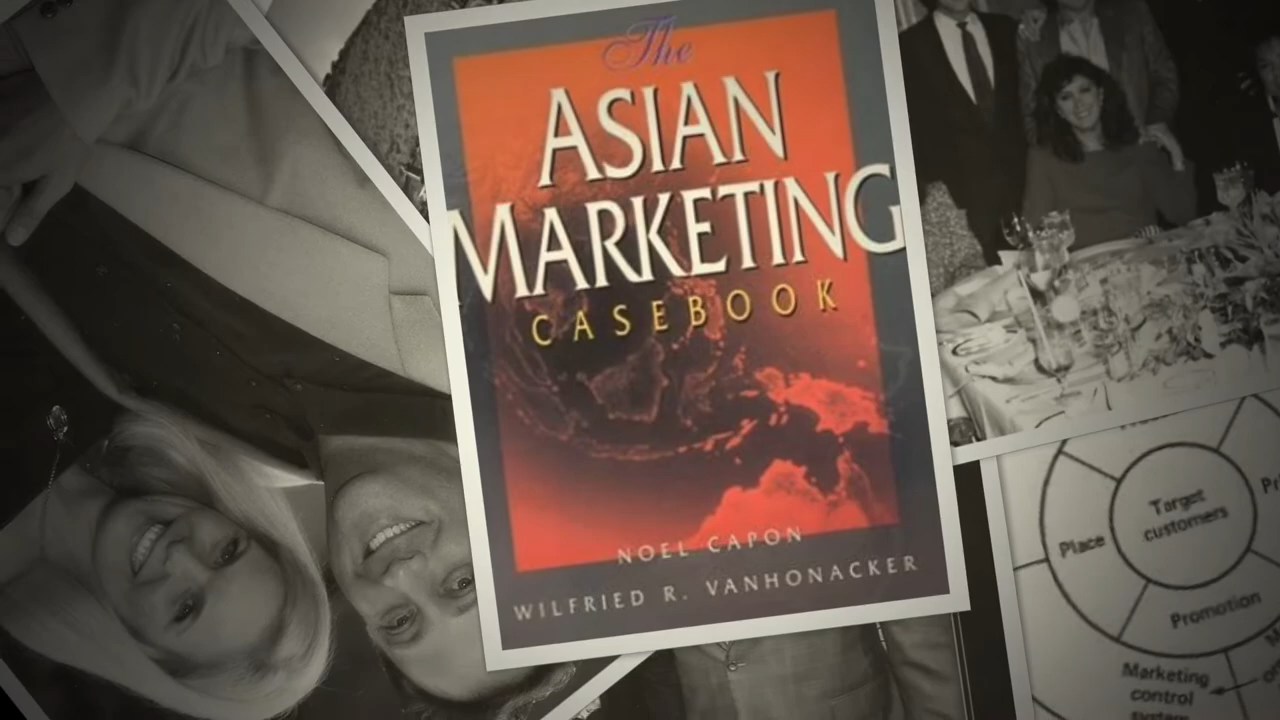 The
ASIAN
MARKETING
CASEBOOK
NOEL CAPON
WILFRIED R. VANHONACKER
Target
customers
Place
Promotion
Marketing
control